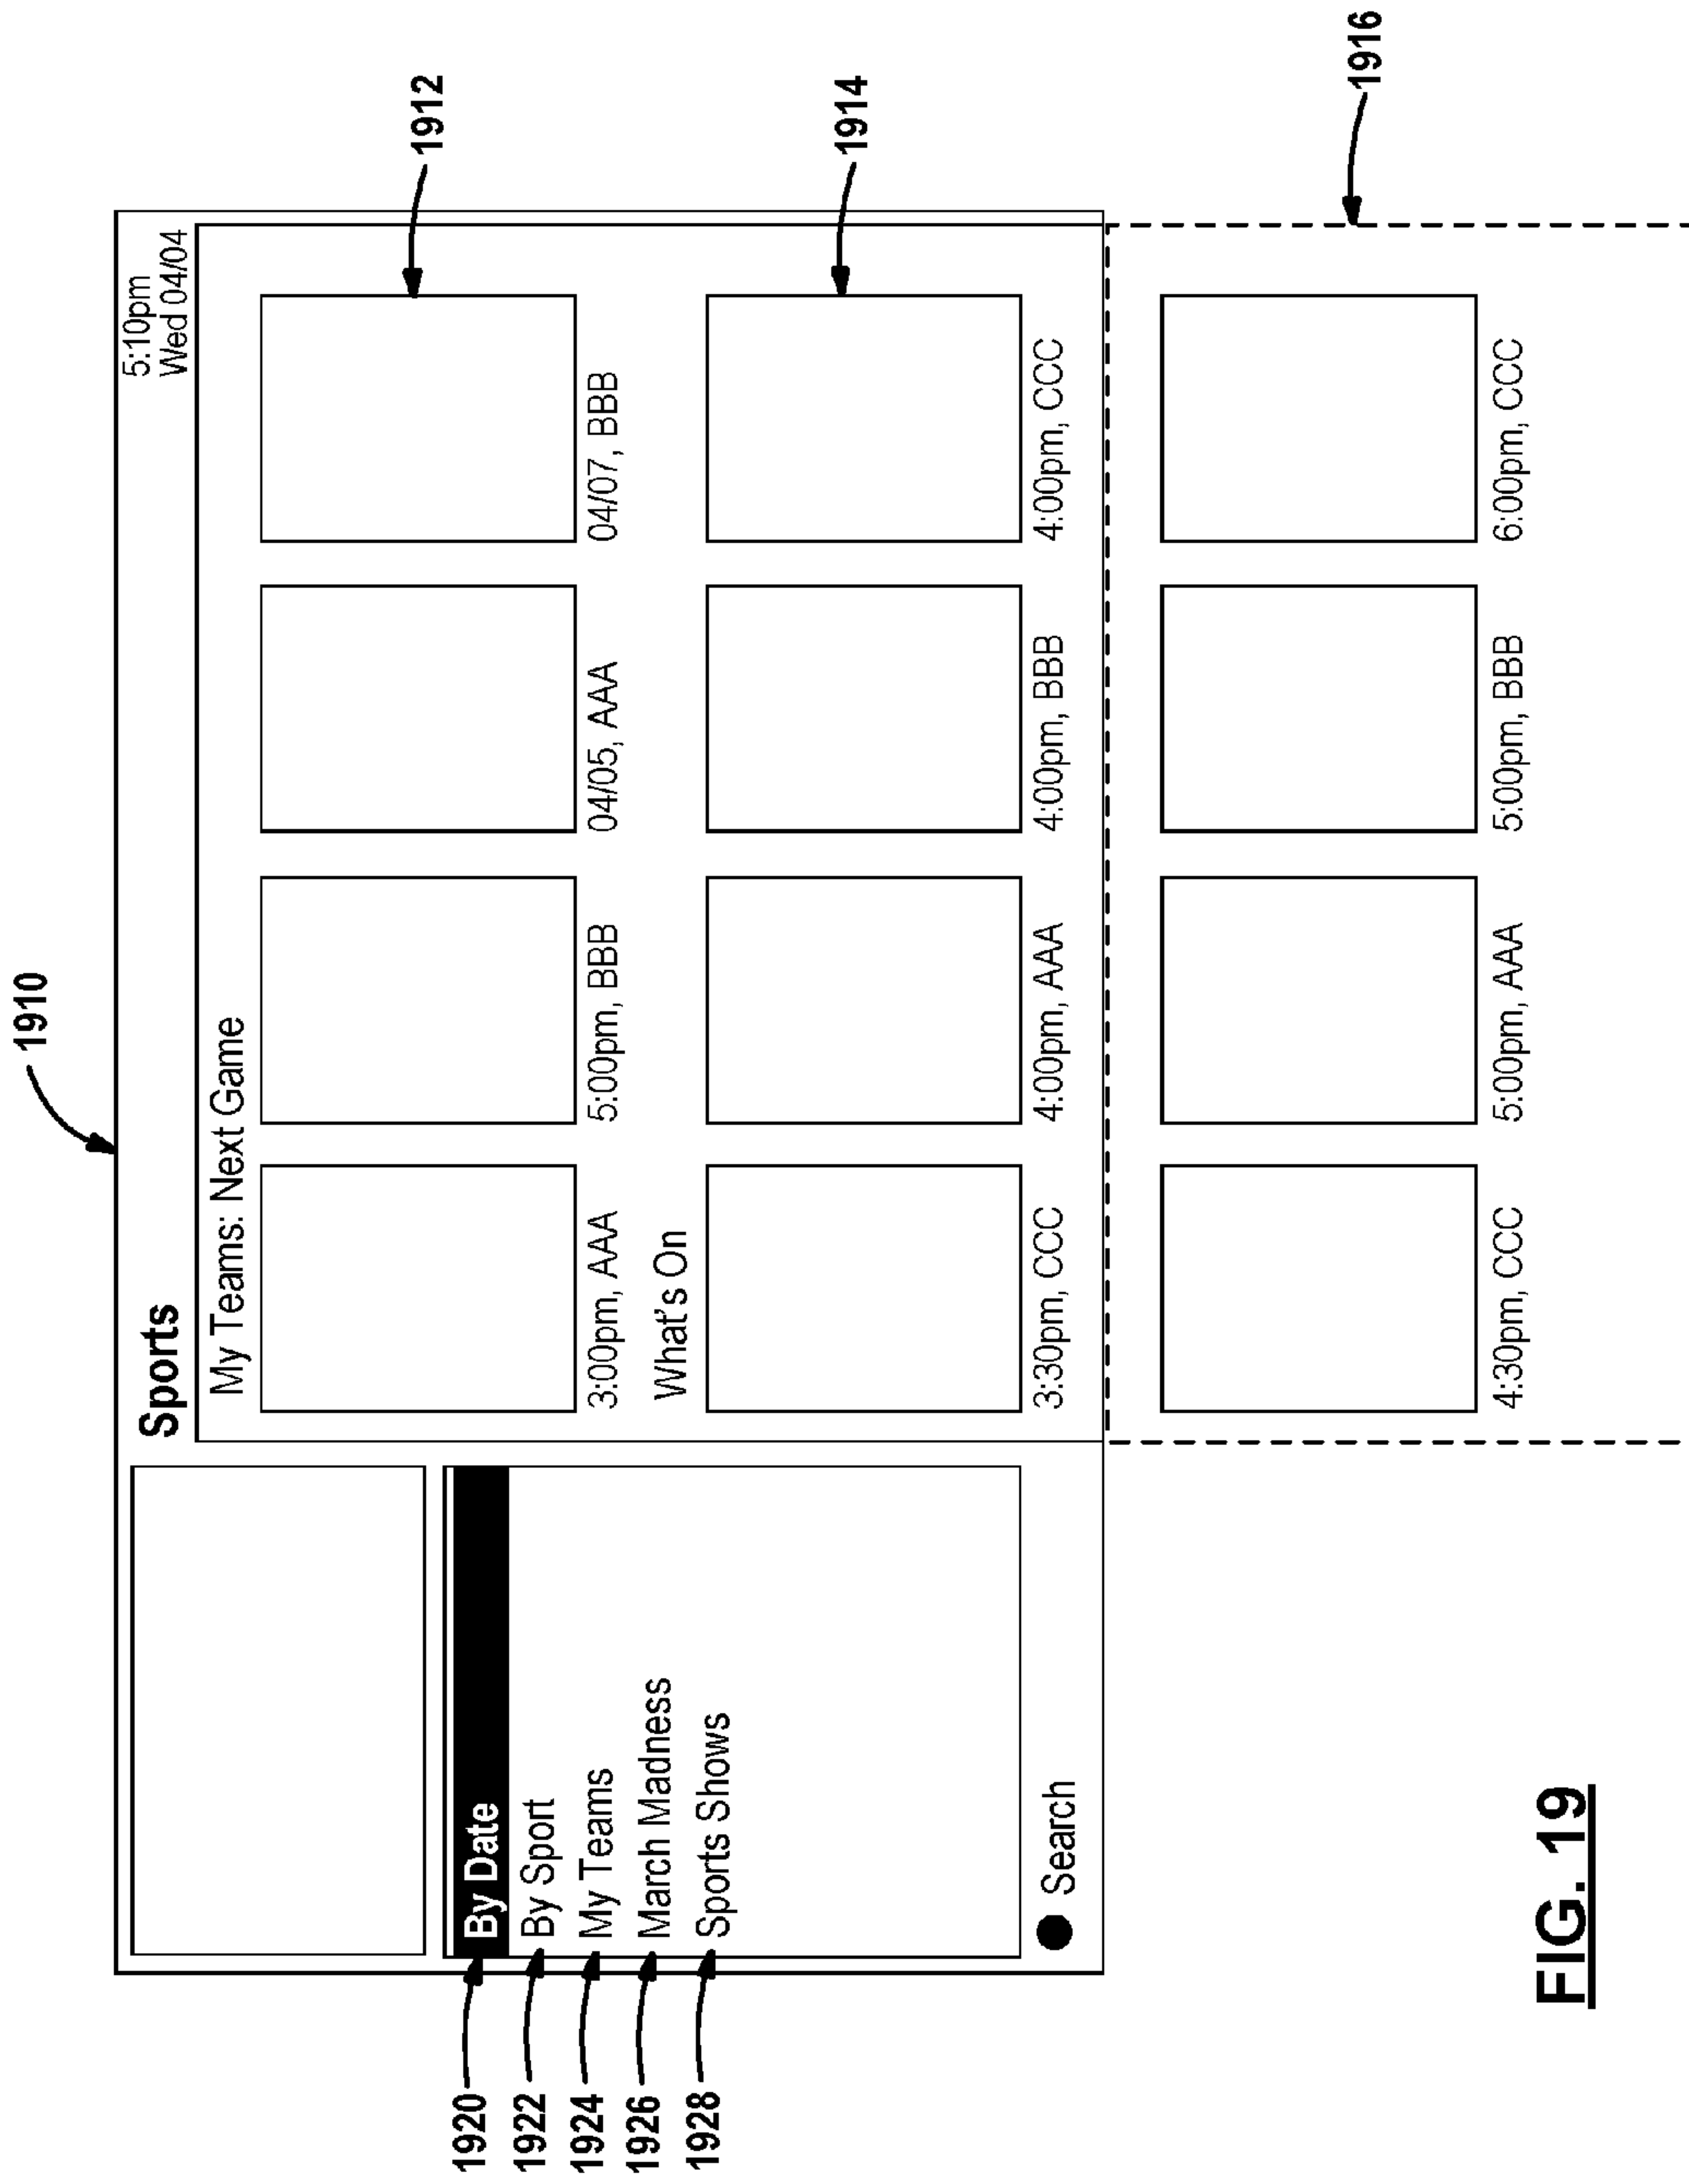 1910
5:10pm
Wed 04/04
Sports
My Teams: Next Game
1912
3:00pm, AAA
5:00pm, BBB
04/05, AAA
04/07, BBB
What's On
1914
3:30pm, CCC
4:00pm, AAA
4:00pm, BBB
4:00pm, CCC
1916
4:30pm, CCC
5:00pm, AAA
5:00pm, BBB
6:00pm, CCC
1920
By Date
1922
By Sport
1924
My Teams
1926
March Madness
1928
Sports Shows
Search
FIG. 19